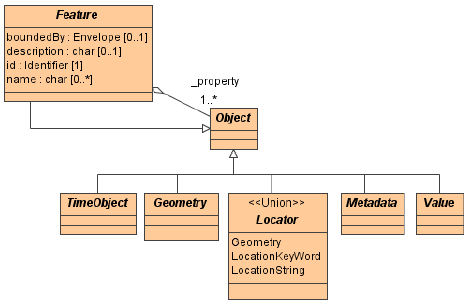 Feature
boundedBy : Envelope [0..1]
description : char [0..1]
id : Identifier [1]
name : char [0..*]
_property
1..*
Object
TimeObject
Geometry
<<Union>>
Locator
Geometry
LocationKeyWord
LocationString
Metadata
Value